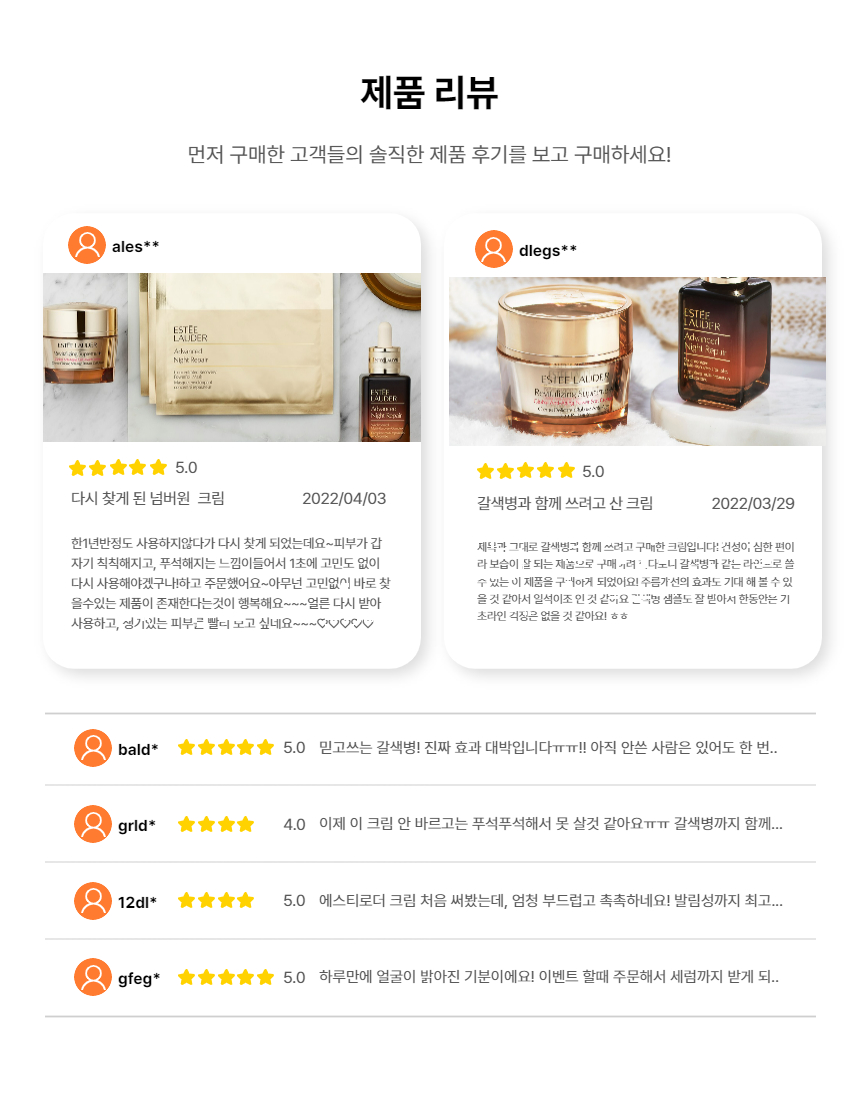 제품 리뷰
먼저 구매한 고객들의 솔직한 제품 후기를 보고 구매하세요!
ales**
ESTĒE
LAUDER
Advanced
Night Repair
ESTĒE
LAUDER
Advanced
Night Repair
5.0
다시 찾게 된 넘버원 크림
2022/04/03
한1년반정도 사용하지않다가 다시 찾게 되었는데요~피부가 갑
자기 칙칙해지고, 푸석해지는 느낌이들어서 1초에 고민도 없이
다시 사용해야겠구나!하고 주문했어요~아무런 고민없이 바로 찾
을수있는 제품이 존재한다는것이 행복해요~~~얼른 다시 받아
사용하고, 생기있는 피부로 빨리 보고 싶네요~~~♡♡♡♡♡
dlegs**
ESTĒE LAUDER
Revitalizing Supreme
ESTĒE
LAUDER
Advanced
Night Repair
5.0
갈색병과 함께 쓰려고 산 크림
2022/03/29
그대로 갈색병과 함께 쓰려고 구매한 크림입니다! 건성이 심한 편이
라 보습이 잘 되는 제품으로 구매 갈색병과 같은 라인으로 쓸
수 있는 이 제품을 구매하게 되었어요! 주름개선의 효과도 기대 해 볼 수 있
을 것 같아서 일석이조 인 것 같아요 샘플도 잘 받아서 한동안은 기
초라인 걱정은 없을 것 같아요! ㅎㅎ
bald*
5.0
믿고쓰는 갈색병! 진짜 효과 대박입니다ㅠㅠ!! 아직 안쓴 사람은 있어도 한 번..
grld*
4.0
이제 이 크림 안 바르고는 푸석푸석해서 못 살것 같아요ㅠㅠ 갈색병까지 함께...
12dl*
5.0
에스티로더 크림 처음 써봤는데, 엄청 부드럽고 촉촉하네요! 발림성까지 최고...
gfeg*
5.0
하루만에 얼굴이 밝아진 기분이에요! 이벤트 할때 주문해서 세럼까지 받게 되..